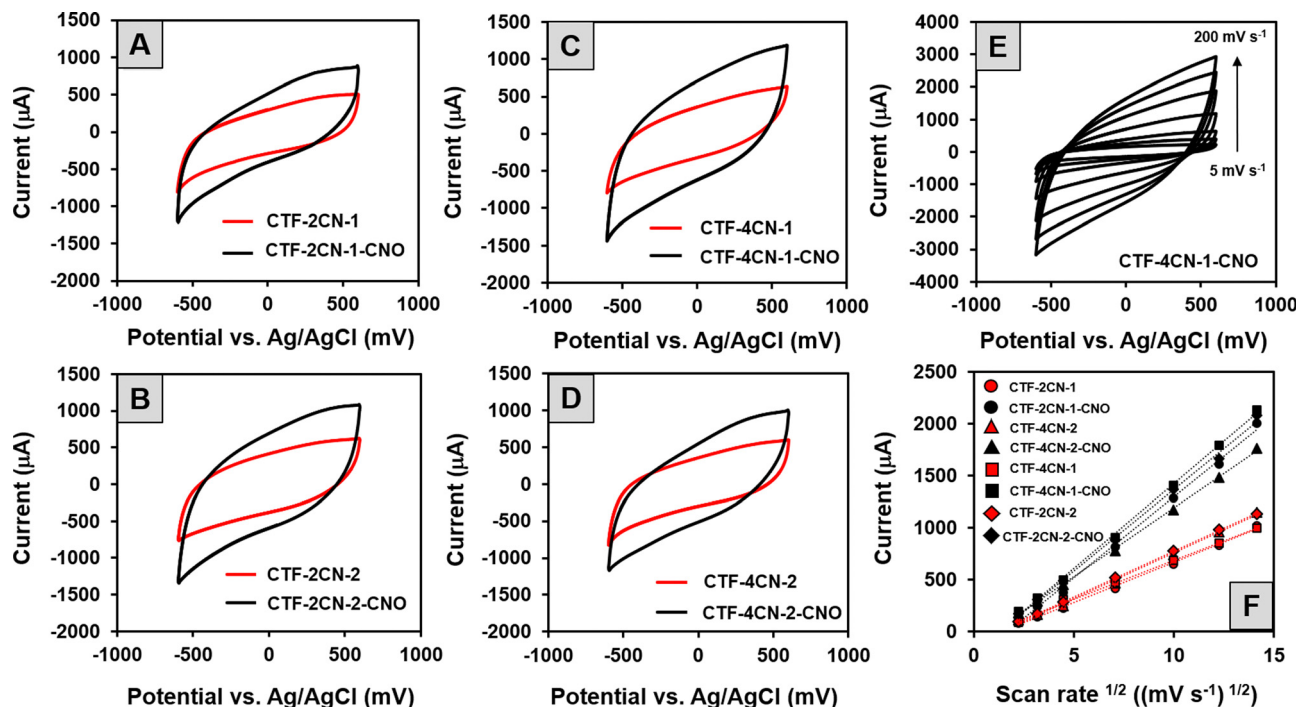 A
1500
1000
500
0
-500
-1000
-1500
-2000
Current (μA)
-1000 -500 0 500 1000
Potential vs. Ag/AgCl (mV)
CTF-2CN-1
CTF-2CN-1-CNO
C
1500
1000
500
0
-500
-1000
-1500
-2000
Current (μA)
-1000 -500 0 500 1000
Potential vs. Ag/AgCl (mV)
CTF-4CN-1
CTF-4CN-1-CNO
E
4000
3000
2000
1000
0
-1000
-2000
-3000
-4000
Current (μA)
-1000 -500 0 500 1000
Potential vs. Ag/AgCl (mV)
200 mV s-1
5 mV s-1
CTF-4CN-1-CNO
B
1500
1000
500
0
-500
-1000
-1500
-2000
Current (μA)
-1000 -500 0 500 1000
Potential vs. Ag/AgCl (mV)
CTF-2CN-2
CTF-2CN-2-CNO
D
1500
1000
500
0
-500
-1000
-1500
-2000
Current (μA)
-1000 -500 0 500 1000
Potential vs. Ag/AgCl (mV)
CTF-4CN-2
CTF-4CN-2-CNO
F
2500
2000
1500
1000
500
0
Current (μA)
0 5 10 15
Scan rate 1/2 ((mV s-1) 1/2)
CTF-2CN-1
CTF-2CN-1-CNO
CTF-4CN-2
CTF-4CN-2-CNO
CTF-4CN-1
CTF-4CN-1-CNO
CTF-2CN-2
CTF-2CN-2-CNO